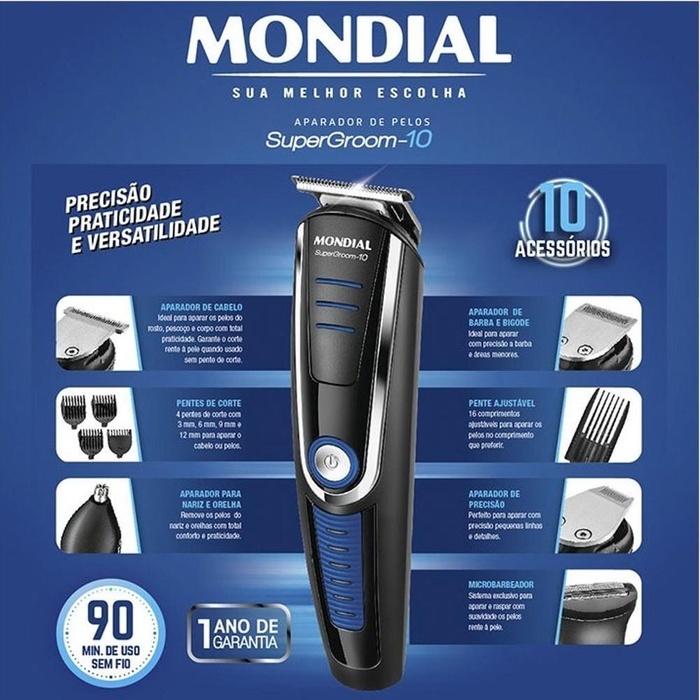 MONDIAL
SUA MELHOR ESCOLHA
APARADOR DE PELOS
SuperGroom-10
PRECISÃO
PRATICIDADE
E VERSATILIDADE
10
ACESSÓRIOS
MONDIAL
SuperGroom-10
APARADOR DE CABELO
Ideal para aparar os pelos do
rosto, pescoço e corpo com total
praticidade. Garante o corte
rente à pele quando usado
sem pente de corte.
APARADOR DE
BARBA E BIGODE
Ideal para aparar
com precisão a barba
e áreas menores.
PENTES DE CORTE
4 pentes de corte com
3 mm, 6 mm, 9 mm e
12 mm para aparar o
cabelo ou pelos.
PENTE AJUSTÁVEL
16 comprimentos
ajustáveis para aparar os
pelos no comprimento
que preferir.
APARADOR PARA
NARIZ E ORELHA
Remove os pelos do
nariz e orelhas com total
conforto e praticidade.
APARADOR DE
PRECISÃO
Perfeito para aparar com
precisão pequenas linhas
e detalhes.
MICROBARBEADOR
Sistema exclusivo para
aparar e raspar com
suavidade os pelos
rente à pele.
90
MIN. DE USO
SEM FIO
1 ANO DE
GARANTIA